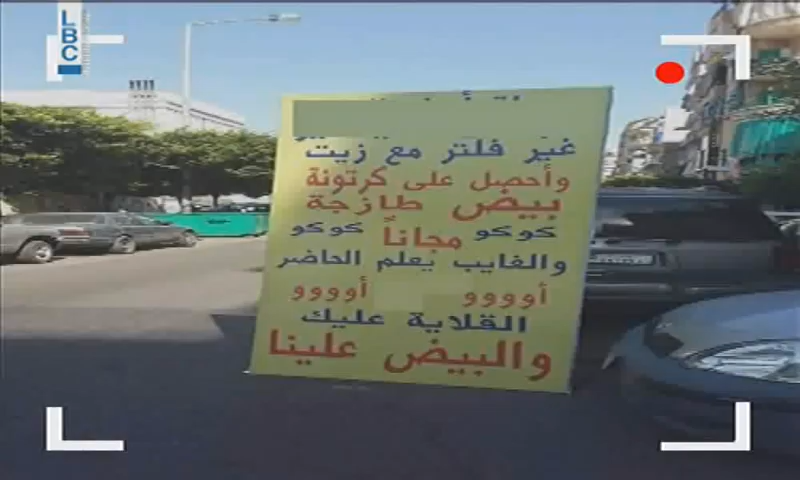 LBC
غير فلتر مع زيت
وأحصل على كرتونة
بيض طازجة
كوكو مجاناً كوكو
والغايب يعلم الحاضر
أوووو أوووو
القلاية عليك
والبيض علينا